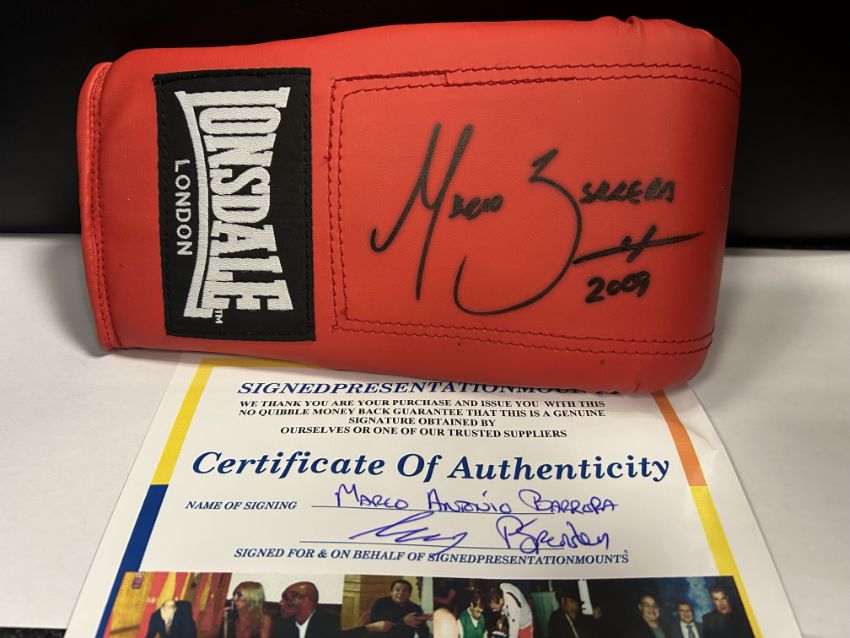 LONSDALE
LONDON
TM
Marco Barrera
2009
SIGNEDPRESENTATIONMOUNTS
WE THANK YOU ARE YOUR PURCHASE AND ISSUE YOU WITH THIS
NO QUIBBLE MONEY BACK GUARANTEE THAT THIS IS A GENUINE
SIGNATURE OBTAINED BY
OURSELVES OR ONE OF OUR TRUSTED SUPPLIERS
Certificate Of Authenticity
NAME OF SIGNING MARCO ANTONIO BARRORA
SIGNED FOR & ON BEHALF OF SIGNEDPRESENTATIONMOUNTS